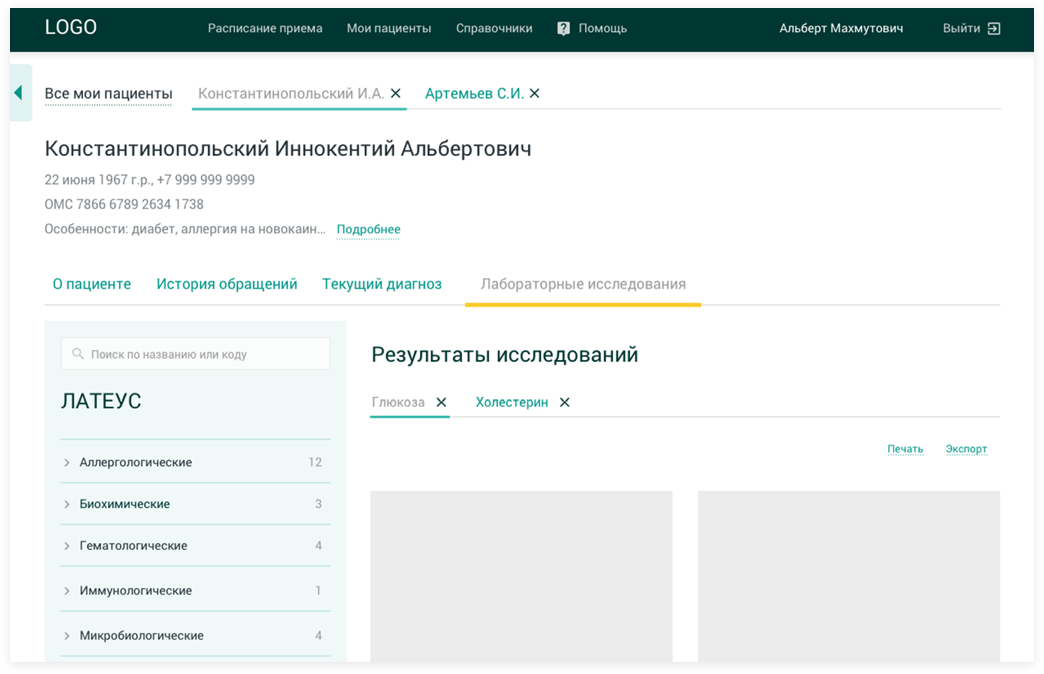 LOGO Расписание приема Мои пациенты Справочники ? Помощь Альберт Махмутович Выйти
Все мои пациенты Константинопольский И.А. Артемьев С.И.
Константинопольский Иннокентий Альбертович
22 июня 1967 г.р., +7 999 999 9999
ОМС 7866 6789 2634 1738
Особенности: диабет, аллергия на новокаин... Подробнее
О пациенте История обращений Текущий диагноз Лабораторные исследования
Поиск по названию или коду
ЛАТЕУС
Аллергологические 12
Биохимические 3
Гематологические 4
Иммунологические 1
Микробиологические 4
Результаты исследований
Глюкоза Холестерин
Печать Экспорт